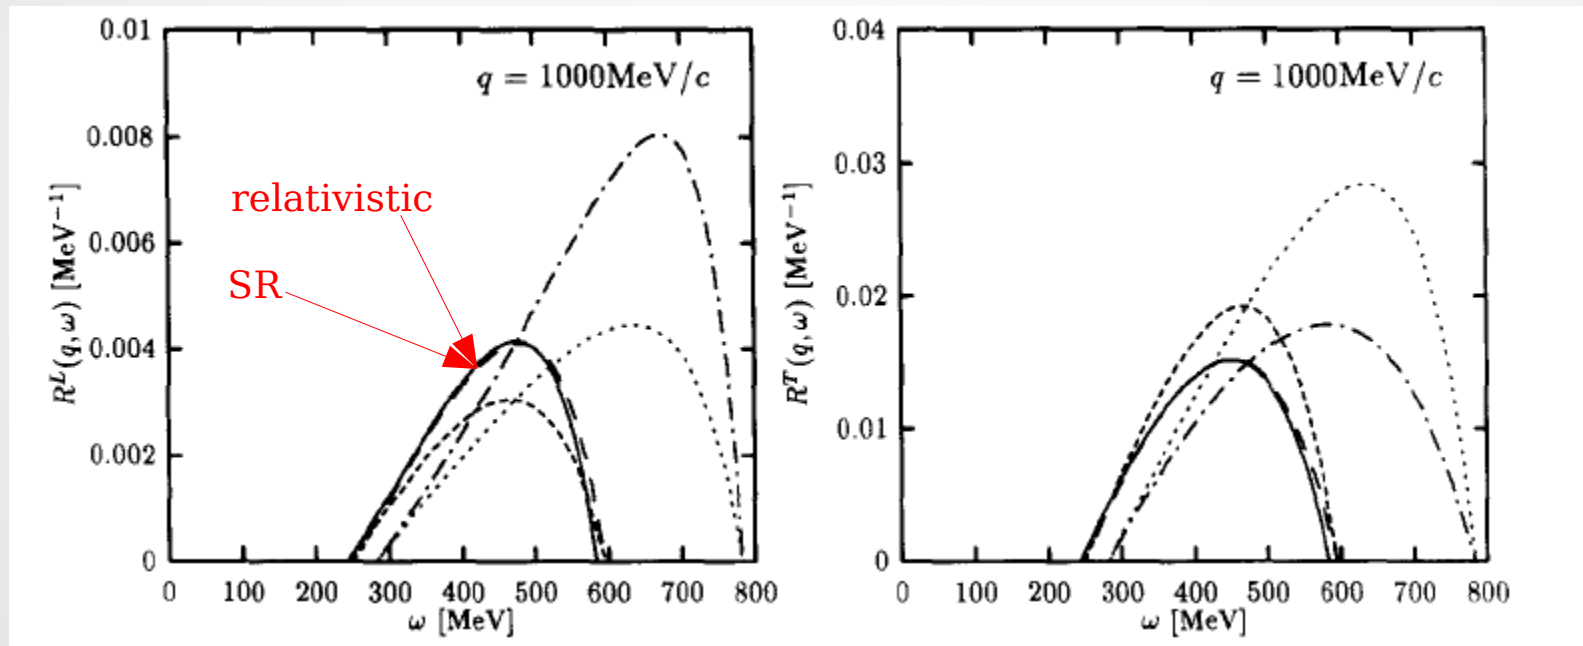 0.01
q = 1000MeV/c
0.008
relativistic
0.006
SR
0.004
0.002
0
R^L(q,ω) [MeV⁻¹]
0 100 200 300 400 500 600 700 800
ω [MeV]
0.04
q = 1000MeV/c
0.03
0.02
0.01
0
R^T(q,ω) [MeV⁻¹]
0 100 200 300 400 500 600 700 800
ω [MeV]